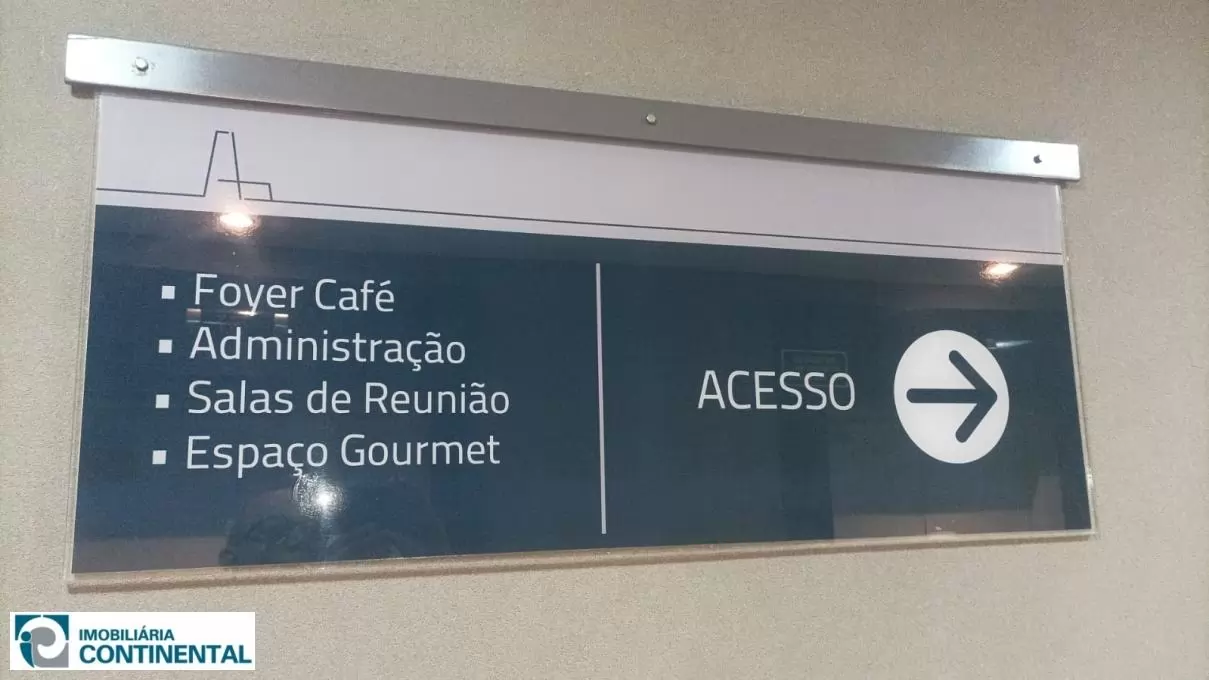 Foyer Café
Administração
Salas de Reunião
Espaço Gourmet
ACESSO
IMOBILIÁRIA
CONTINENTAL